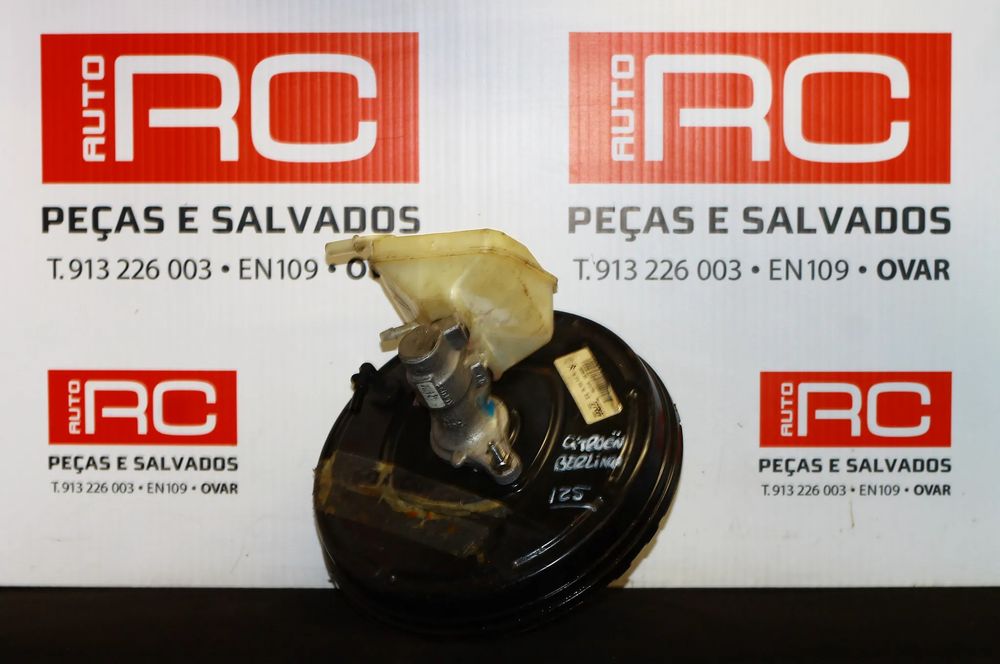 AUTO RC
PEÇAS E SALVADOS
T.913 226 003 • EN109 •
AUTO RC
PEÇAS E SALVADOS
T.913 226 003 • EN109 • OVAR
AUTO RC
PEÇAS E SALVADOS
T.913 226 003 • EN109 • OVAR
CITROËN
BERLINGO
125
AUTO RC
PEÇAS E SALVADOS
T.913 226 003 • EN109 • OVAR